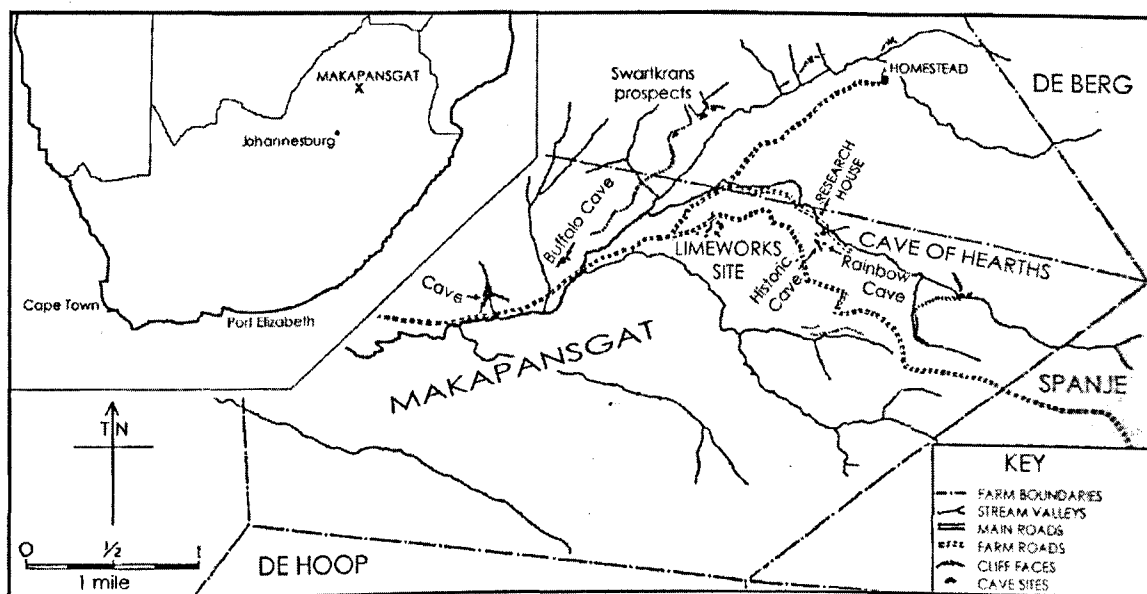 MAKAPANSGAT
X
Johannesburg
Cape Town
Port Elizabeth
HOMESTEAD
DE BERG
Swartkrans
prospects
RESEARCH
HOUSE
Buffalo Cave
LIMEWORKS
SITE
CAVE OF HEARTHS
Historic
Cave
Rainbow
Cave
Cave
MAKAPANSGAT
SPANJE
T N
0 ½ 1
1 mile
DE HOOP
KEY
FARM BOUNDARIES
STREAM VALLEYS
MAIN ROADS
FARM ROADS
CLIFF FACES
CAVE SITES